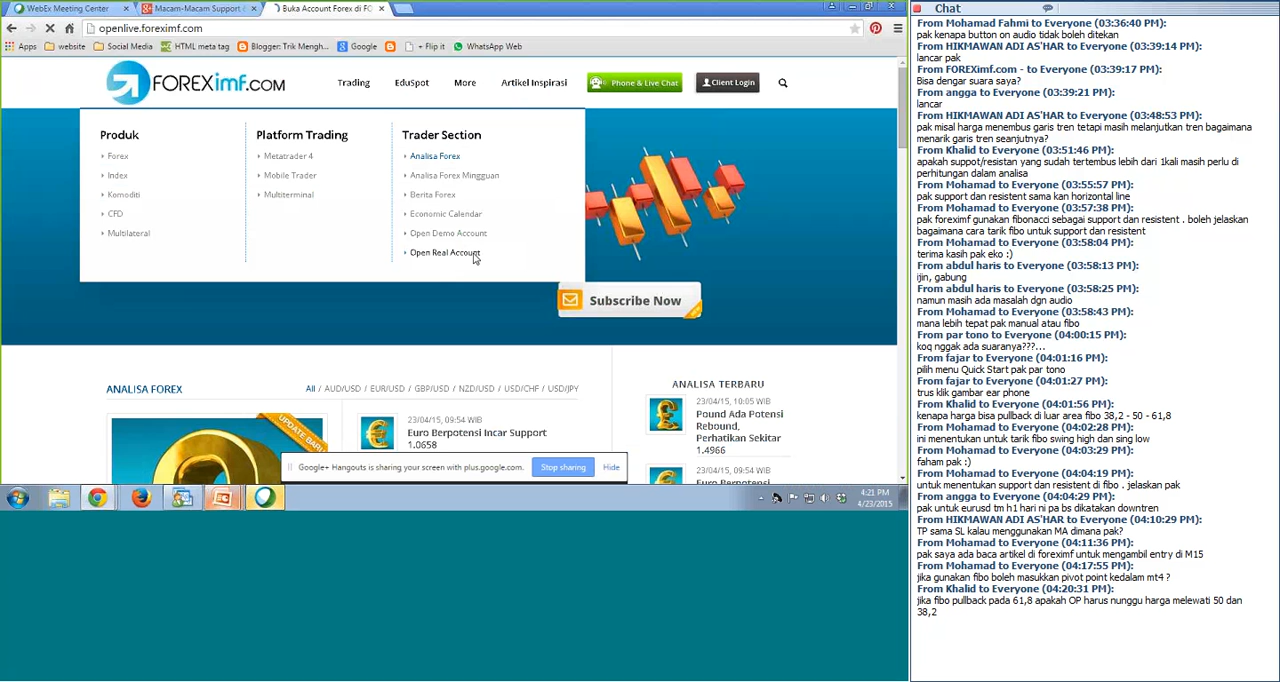 WebEx Meeting Center
Macam-Macam Support &
Buka Account Forex di FO
openlive.foreximf.com
Apps
website
Social Media
HTML meta tag
Blogger: Trik Mengh...
Google
+ Flip it
WhatsApp Web
FOREXimf.COM
Trading
EduSpot
More
Artikel Inspirasi
Phone & Live Chat
Client Login
Produk
Forex
Index
Komoditi
CFD
Multilateral
Platform Trading
Metatrader 4
Mobile Trader
Multiterminal
Trader Section
Analisa Forex
Analisa Forex Mingguan
Berita Forex
Economic Calendar
Open Demo Account
Open Real Account
Subscribe Now
ANALISA FOREX
All / AUD/USD / EUR/USD / GBP/USD / NZD/USD / USD/CHF / USD/JPY
23/04/15, 09:54 WIB
Euro Berpotensi Incar Support
1.0658
ANALISA TERBARU
23/04/15, 10:05 WIB
Pound Ada Potensi
Rebound,
Perhatikan Sekitar
1.4966
23/04/15, 09:54 WIB
Euro Berpotensi
Google+ Hangouts is sharing your screen with plus.google.com.
Stop sharing
Hide
4:21 PM
4/23/2015
Chat
From Mohamad Fahmi to Everyone (03:36:40 PM):
pak kenapa button on audio tidak boleh ditekan
From HIKMAWAN ADI AS'HAR to Everyone (03:39:14 PM):
lancar pak
From FOREXimf.com - to Everyone (03:39:17 PM):
Bisa dengar suara saya?
From angga to Everyone (03:39:21 PM):
lancar
From HIKMAWAN ADI AS'HAR to Everyone (03:48:53 PM):
pak misal harga menembus garis tren tetapi masih melanjutkan tren bagaimana
menarik garis tren seanjutnya?
From Khalid to Everyone (03:51:46 PM):
apakah suppot/resistan yang sudah tertembus lebih dari 1kali masih perlu di
perhitungan dalam analisa
From Mohamad to Everyone (03:55:57 PM):
pak support dan resistent sama kan horizontal line
From Mohamad to Everyone (03:57:38 PM):
pak foreximf gunakan fibonacci sebagai support dan resistent . boleh jelaskan
bagaimana cara tarik fibo untuk support dan resistent
From Mohamad to Everyone (03:58:04 PM):
terima kasih pak eko :)
From abdul haris to Everyone (03:58:13 PM):
ijin, gabung
From abdul haris to Everyone (03:58:25 PM):
namun masih ada masalah dgn audio
From Mohamad to Everyone (03:58:43 PM):
mana lebih tepat pak manual atau fibo
From par tono to Everyone (04:00:15 PM):
koq nggak ada suaranya???...
From fajar to Everyone (04:01:16 PM):
pilih menu Quick Start pak par tono
From fajar to Everyone (04:01:27 PM):
trus klik gambar ear phone
From Khalid to Everyone (04:01:56 PM):
kenapa harga bisa pullback di luar area fibo 38,2 - 50 - 61,8
From Mohamad to Everyone (04:02:28 PM):
ini menentukan untuk tarik fibo swing high dan sing low
From Mohamad to Everyone (04:03:29 PM):
faham pak :)
From Mohamad to Everyone (04:04:19 PM):
untuk menentukan support dan resistent di fibo . jelaskan pak
From angga to Everyone (04:04:29 PM):
pak untuk eurusd tm h1 hari ni pa bs dikatakan downtren
From HIKMAWAN ADI AS'HAR to Everyone (04:10:29 PM):
TP sama SL kalau menggunakan MA dimana pak?
From Mohamad to Everyone (04:11:36 PM):
pak saya ada baca artikel di foreximf untuk mengambil entry di M15
From Mohamad to Everyone (04:17:55 PM):
jika gunakan fibo boleh masukkan pivot point kedalam mt4 ?
From Khalid to Everyone (04:20:31 PM):
jika fibo pullback pada 61,8 apakah OP harus nunggu harga melewati 50 dan
38,2